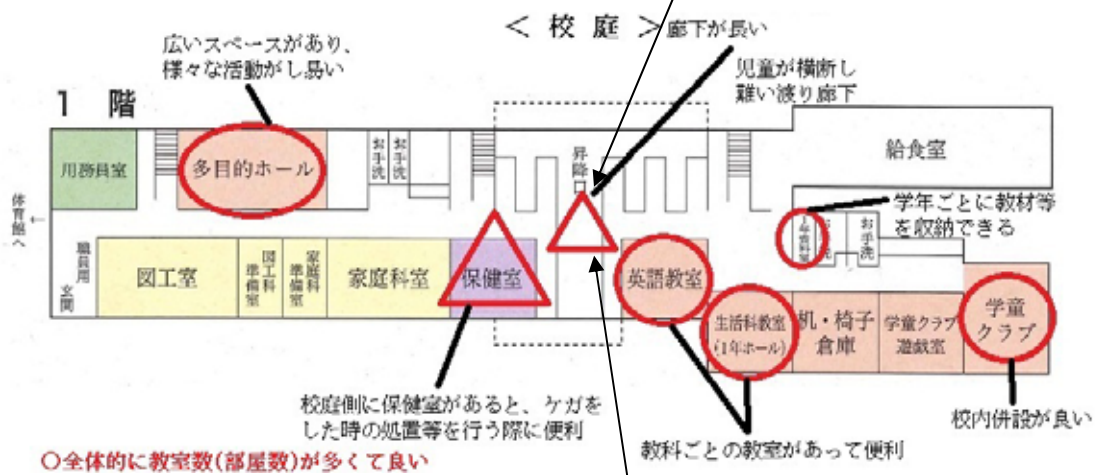 ＜ 校 庭 ＞
廊下が長い
広いスペースがあり、
様々な活動がし易い
児童が横断し
難い渡り廊下
1 階
用務員室
多目的ホール
お手洗
お手洗
昇降口
給食室
体育館へ
←
学年ごとに教材等
を収納できる
1年資料室
お手洗
お手洗
職員用
玄関
図工室
図工科
準備室
家庭科
準備室
家庭科室
保健室
英語教室
生活科教室
(1年ホール)
机・椅子
倉庫
学童クラブ
遊戯室
学童
クラブ
校庭側に保健室があると、ケガを
した時の処置等を行う際に便利
教科ごとの教室があって便利
校内併設が良い
○全体的に教室数(部屋数)が多くて良い